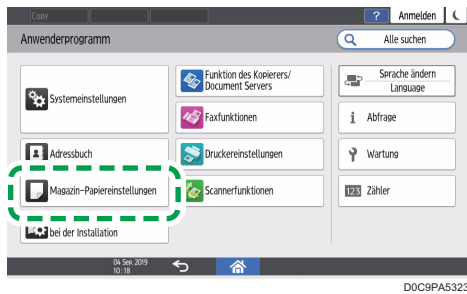 Copy
? Anmelden
Anwenderprogramm
Alle suchen
Systemeinstellungen
Funktion des Kopierers/
Document Servers
Sprache ändern
Language
Faxfunktionen
i Abfrage
Adressbuch
Druckereinstellungen
Wartung
Magazin-Papiereinstellungen
Scannerfunktionen
123 Zähler
bei der Installation
04 Sep. 2019
10:18
D0C9PA5323